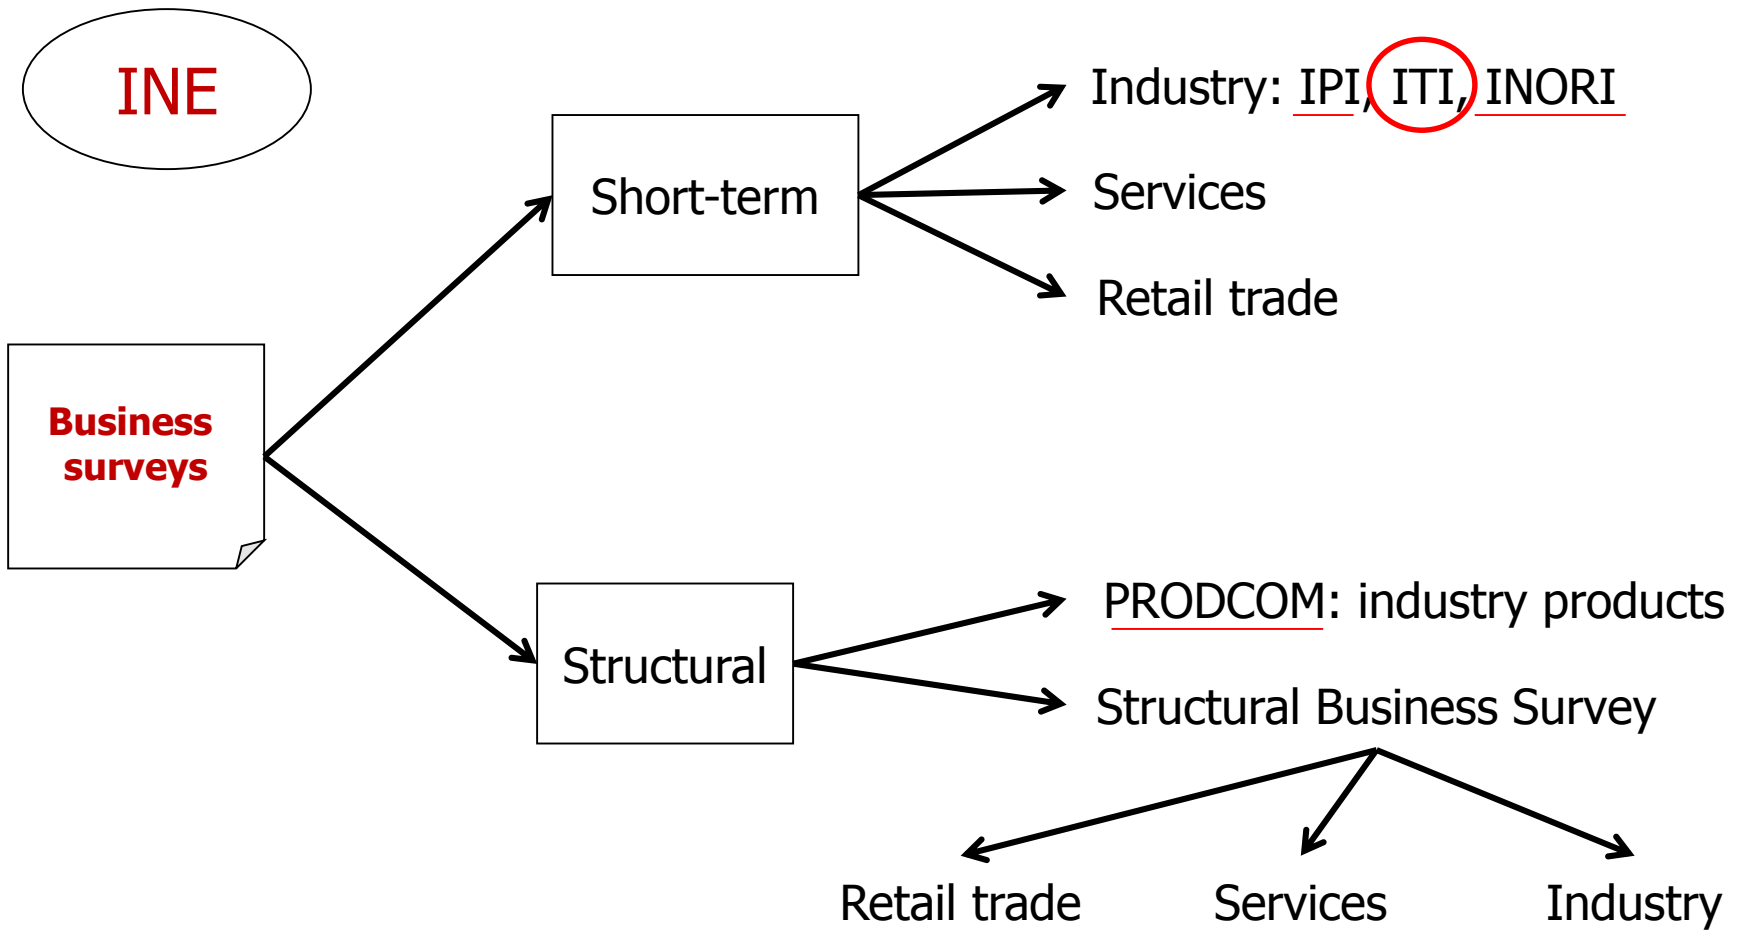 INE
Industry: IPI, ITI, INORI
Short-term
Services
Retail trade
Business
surveys
PRODCOM: industry products
Structural
Structural Business Survey
Retail trade
Services
Industry